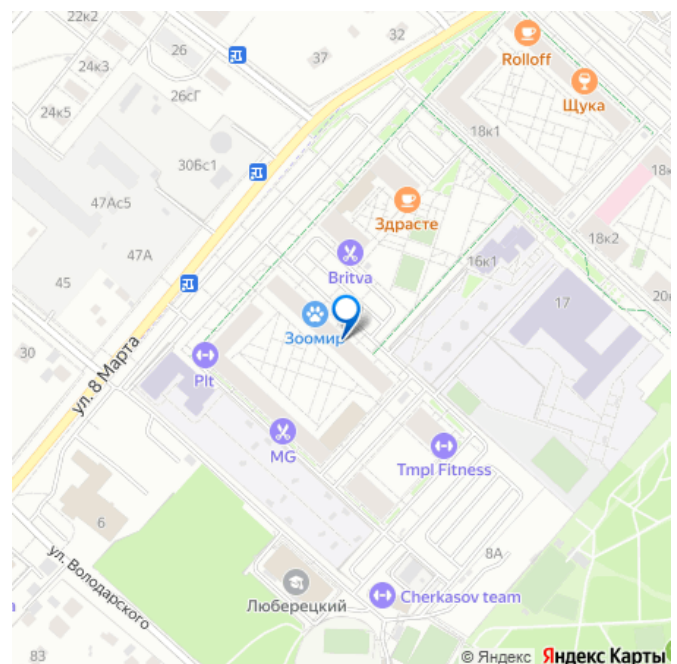 22к2
32
26
37
24к3
Rolloff
26сГ
Щука
24к5
18к1
30Бс1
18к
47Ас5
Здрасте
18к2
47А
Britva
16к1
45
20к
17
Зоомир
30
Plt
ул. 8 Марта
MG
Tmpl Fitness
6
8А
ул. Володарского
Люберецкий
Cherkasov team
83
© Яндекс Яндекс Карты